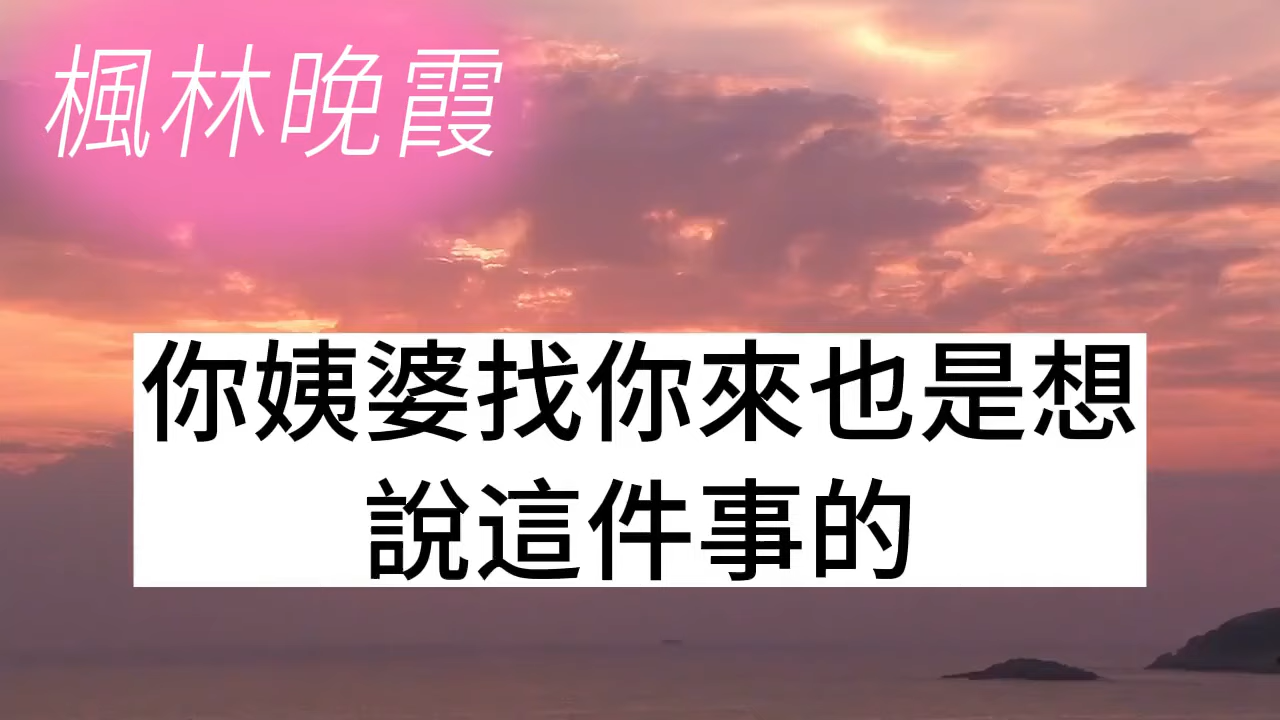 楓林晚霞
你姨婆找你來也是想
說這件事的